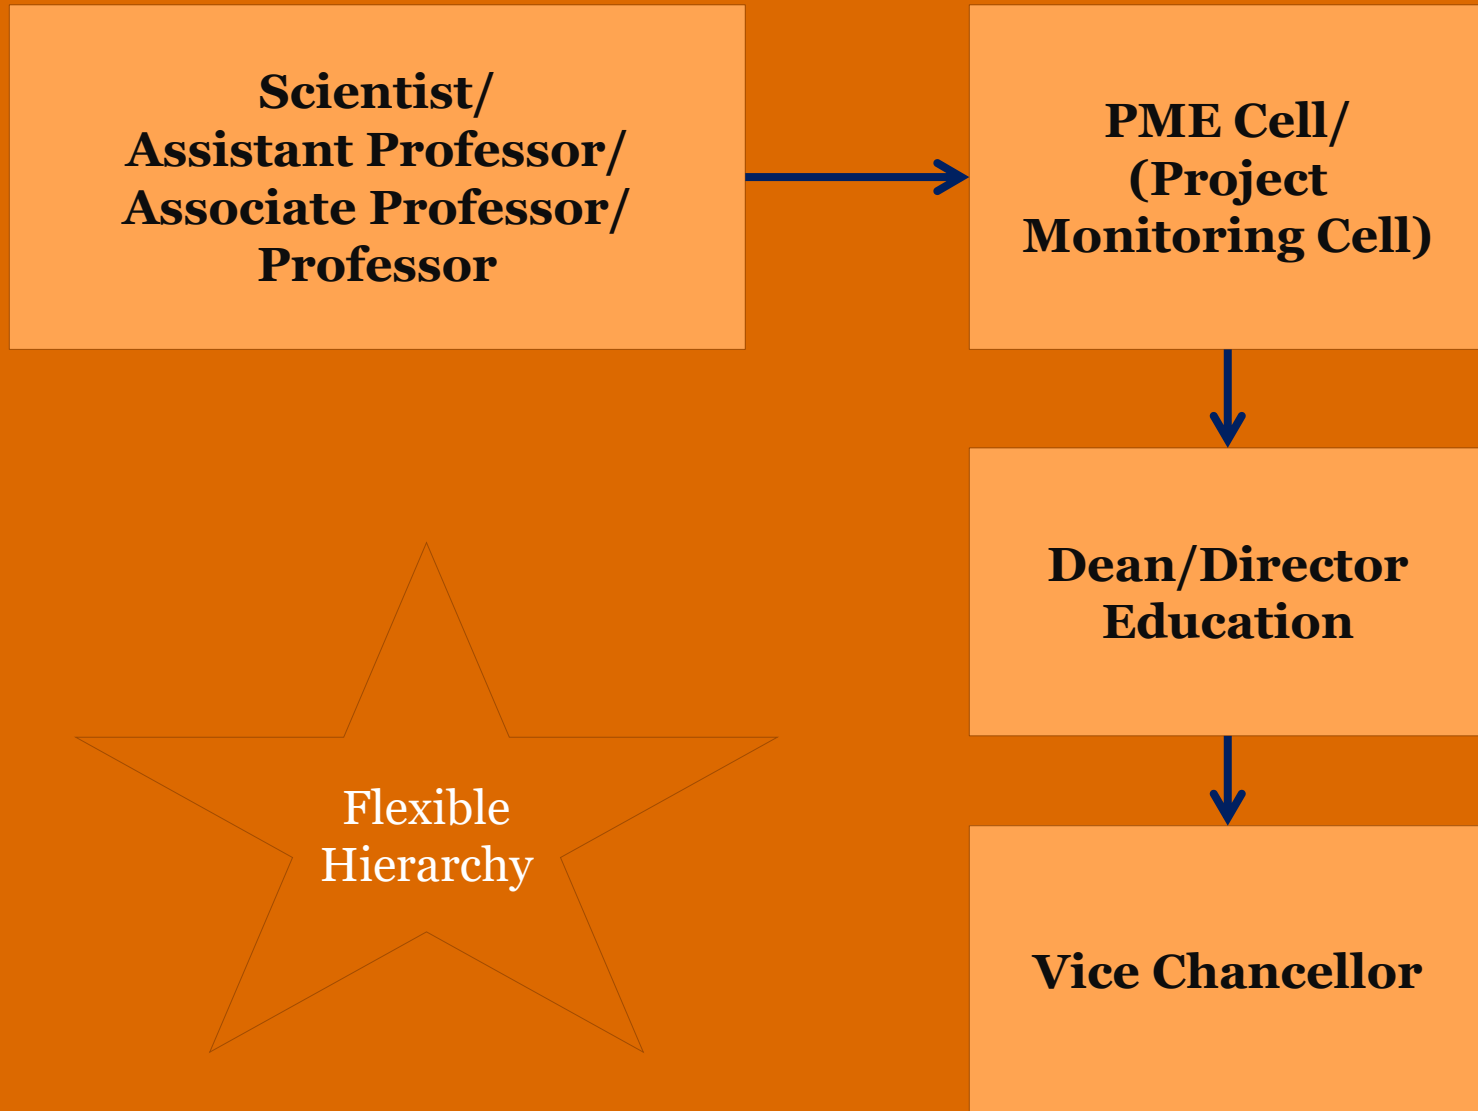 Scientist/
Assistant Professor/
Associate Professor/
Professor
PME Cell/
(Project
Monitoring Cell)
Dean/Director
Education
Flexible
Hierarchy
Vice Chancellor